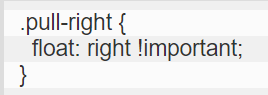 .pull-right {
  float: right !important;
}